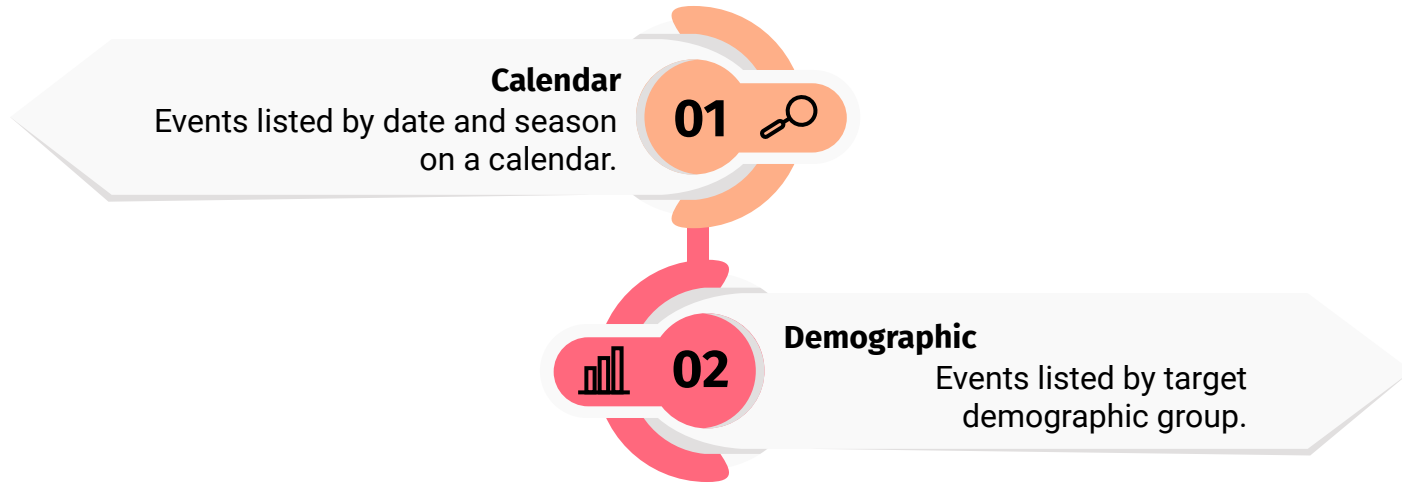 Calendar
Events listed by date and season
on a calendar.
01
02
Demographic
Events listed by target
demographic group.